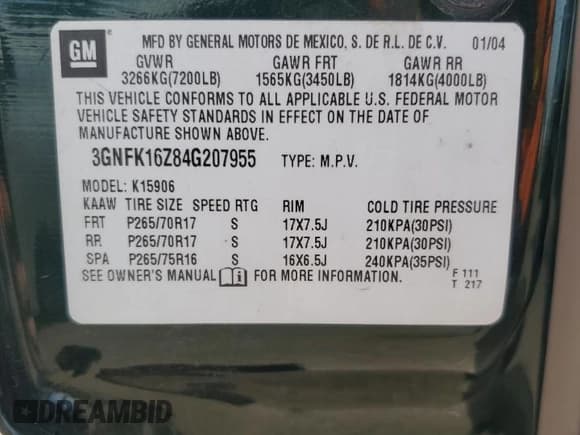 GM
MFD BY GENERAL MOTORS DE MEXICO, S. DE R.L. DE C.V. 01/04
GVWR GAWR FRT GAWR RR
3266KG(7200LB) 1565KG(3450LB) 1814KG(4000LB)
THIS VEHICLE CONFORMS TO ALL APPLICABLE U.S. FEDERAL MOTOR
VEHICLE SAFETY STANDARDS IN EFFECT ON THE DATE OF
MANUFACTURE SHOWN ABOVE.
3GNFK16Z84G207955 TYPE: M.P.V.
MODEL: K15906
KAAW TIRE SIZE SPEED RTG RIM COLD TIRE PRESSURE
FRT P265/70R17 S 17X7.5J 210KPA(30PSI)
RR P265/70R17 S 17X7.5J 210KPA(30PSI)
SPA P265/75R16 S 16X6.5J 240KPA(35PSI)
SEE OWNER'S MANUAL FOR MORE INFORMATION. F 111
T 217
DREAMBID